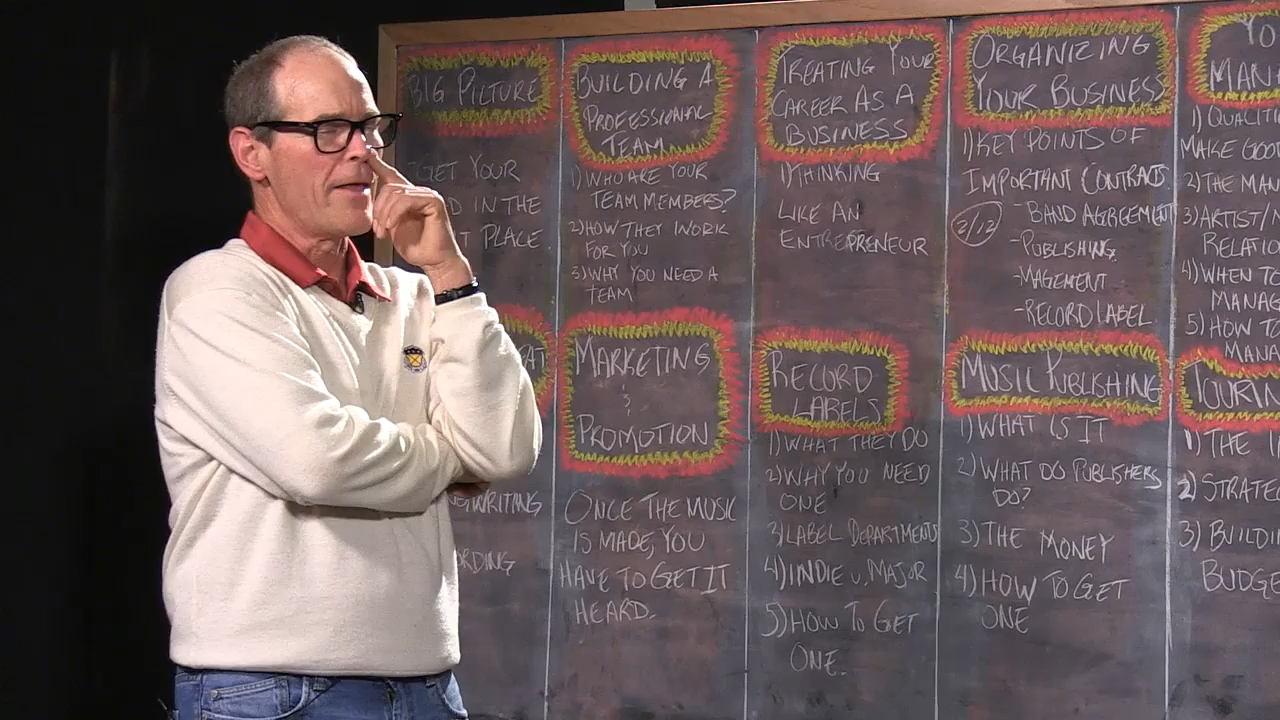 BIG PICTURE
GET YOUR
IN THE
PLACE
BUILDING A
PROFESSIONAL
TEAM
1) WHO ARE YOUR
TEAM MEMBERS?
2) HOW THEY WORK
FOR YOU
3) WHY YOU NEED A
TEAM
TREATING YOUR
CAREER AS A
BUSINESS
1) THINKING
LIKE AN
ENTREPRENEUR
ORGANIZING
YOUR BUSINESS
1) KEY POINTS OF
IMPORTANT CONTRACTS
2/12
- BAND AGREEMENT
- PUBLISHING
- MAGEMENT
- RECORD LABEL
YO
MAN
1) QUALITI
MAKE GOO
2) THE MAN
3) ARTIST/
RELATIO
4) WHEN TO
MANAG
5) HOW TO
MANA
EAT
GWRITING
RDING
MARKETING
&
PROMOTION
ONCE THE MUSIC
IS MADE, YOU
HAVE TO GET IT
HEARD.
RECORD
LABELS
1) WHAT THEY DO
2) WHY YOU NEED
ONE
3) LABEL DEPARTMENTS
4) INDIE v. MAJOR
5) HOW TO GET
ONE.
MUSIC PUBLISHING
1) WHAT IS IT
2) WHAT DO PUBLISHERS
DO?
3) THE MONEY
4) HOW TO GET
ONE
TOURIN
1) THE
2) STRATE
3) BUILDI
BUDGE